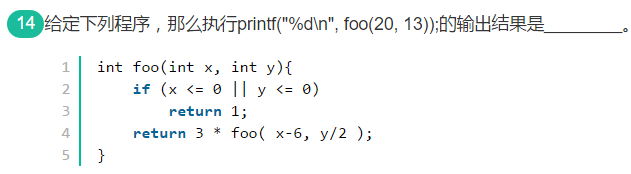 14 给定下列程序，那么执行printf("%d\n", foo(20, 13));的输出结果是_________。
1 int foo(int x, int y){
2 if (x <= 0 || y <= 0)
3 return 1;
4 return 3 * foo( x-6, y/2 );
5 }